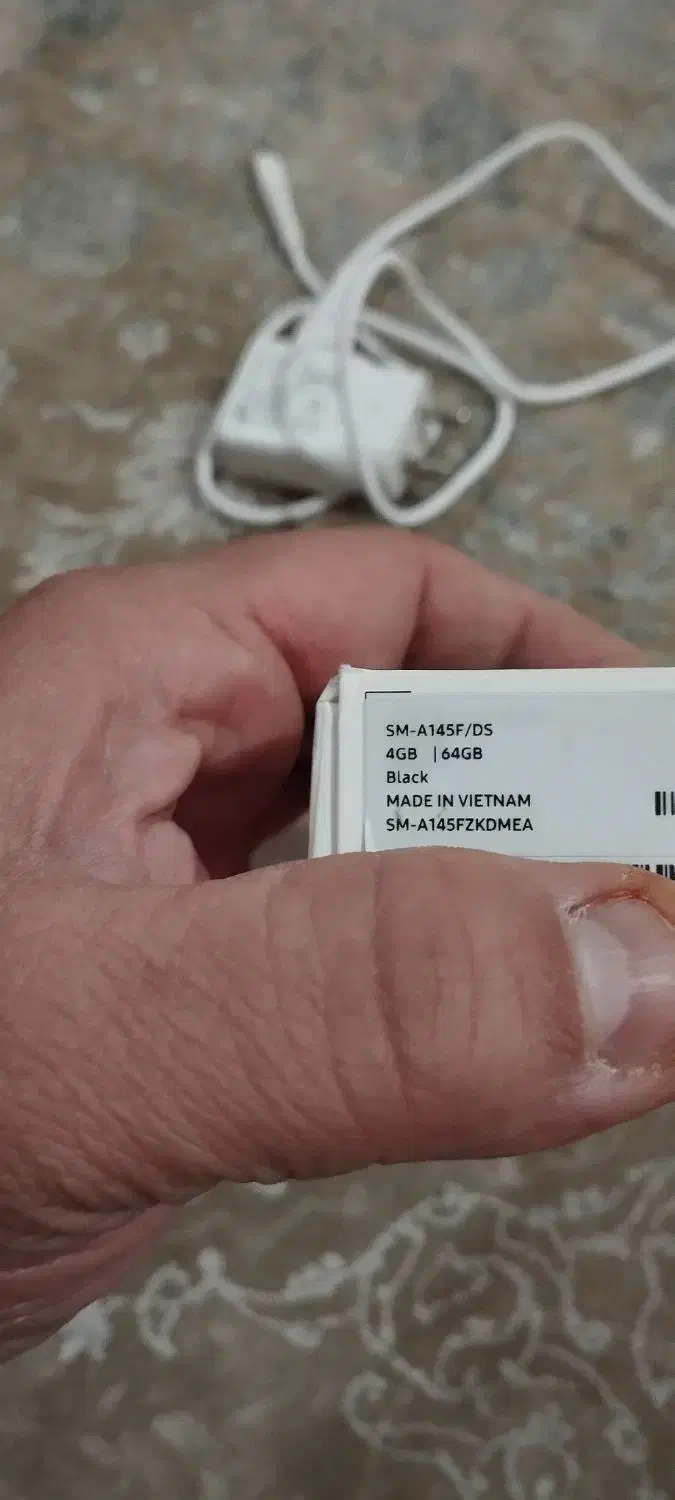 SM-A145F/DS
4GB | 64GB
Black
MADE IN VIETNAM
SM-A145FZKDMEA